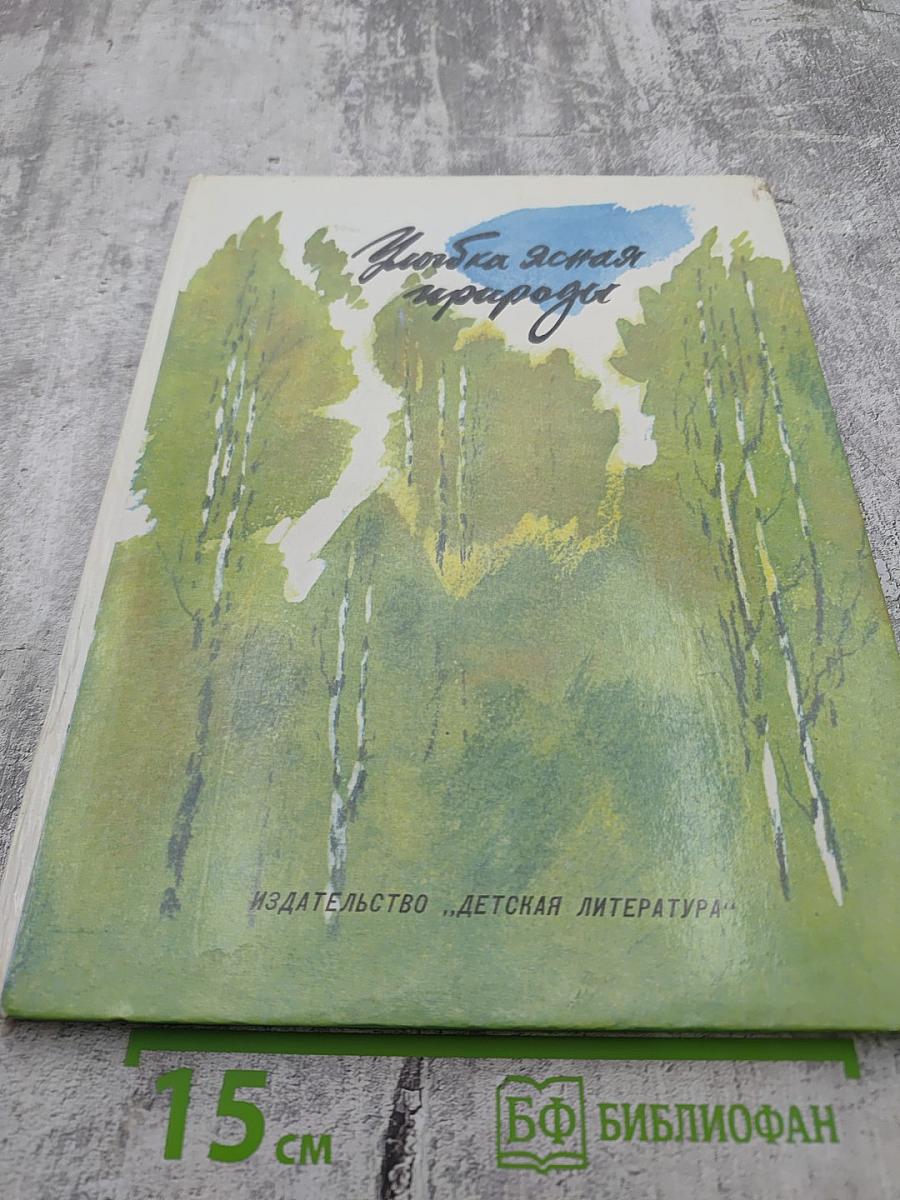 Улыбка ясная
природы
ИЗДАТЕЛЬСТВО „ДЕТСКАЯ ЛИТЕРАТУРА“
15 см
БФ БИБЛИОФАН